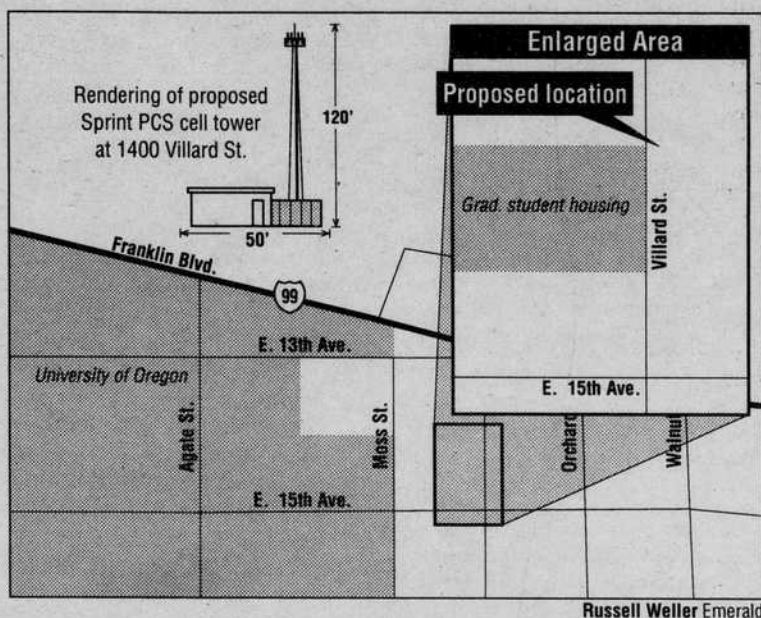 Enlarged Area
Proposed location
Rendering of proposed
Sprint PCS cell tower
at 1400 Villard St.
120'
50'
Grad. student housing
Villard St.
E. 15th Ave.
Franklin Blvd.
99
E. 13th Ave.
University of Oregon
Agate St.
Moss St.
Orchard
Walnut
E. 15th Ave.
Russell Weller Emerald